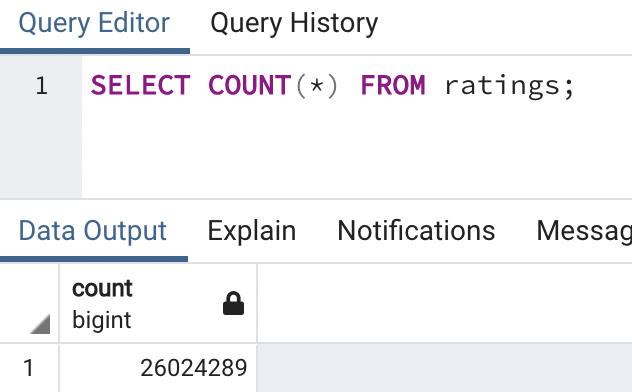 Query Editor Query History
1 SELECT COUNT(*) FROM ratings;
Data Output Explain Notifications Messag
count
bigint
1 26024289